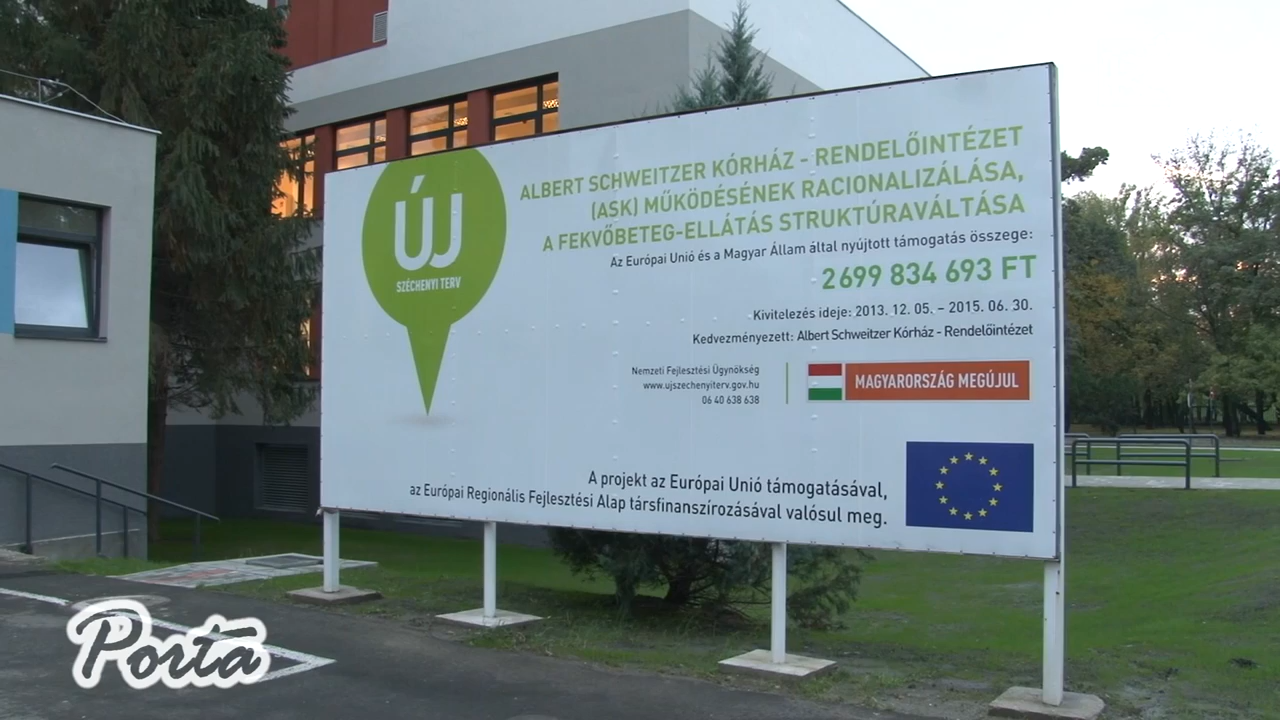 ÚJ
SZÉCHENYI TERV
ALBERT SCHWEITZER KÓRHÁZ - RENDELŐINTÉZET
(ASK) MŰKÖDÉSÉNEK RACIONALIZÁLÁSA,
A FEKVŐBETEG-ELLÁTÁS STRUKTÚRAVÁLTÁSA
Az Európai Unió és a Magyar Állam által nyújtott támogatás összege:
2 699 834 693 FT
Kivitelezés ideje: 2013. 12. 05. – 2015. 06. 30.
Kedvezményezett: Albert Schweitzer Kórház - Rendelőintézet
Nemzeti Fejlesztési Ügynökség
www.ujszechenyiterv.gov.hu
06 40 638 638
MAGYARORSZÁG MEGÚJUL
A projekt az Európai Unió támogatásával,
az Európai Regionális Fejlesztési Alap társfinanszírozásával valósul meg.
Porta